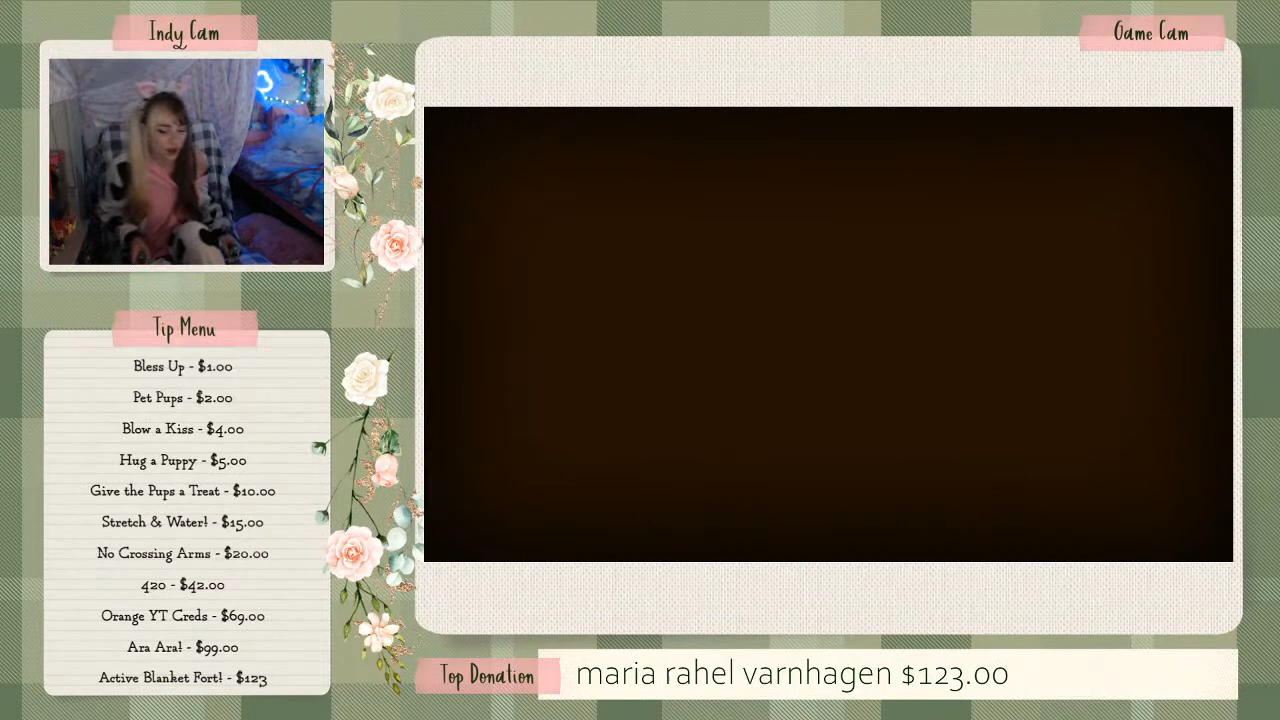 Indy Cam
Game Cam
Tip Menu
Bless Up - $1.00
Pet Pups - $2.00
Blow a Kiss - $4.00
Hug a Puppy - $5.00
Give the Pups a Treat - $10.00
Stretch & Water! - $15.00
No Crossing Arms - $20.00
420 - $42.00
Orange YT Creds - $69.00
Ara Ara! - $99.00
Active Blanket Fort! - $123
Top Donation
maria rahel varnhagen $123.00